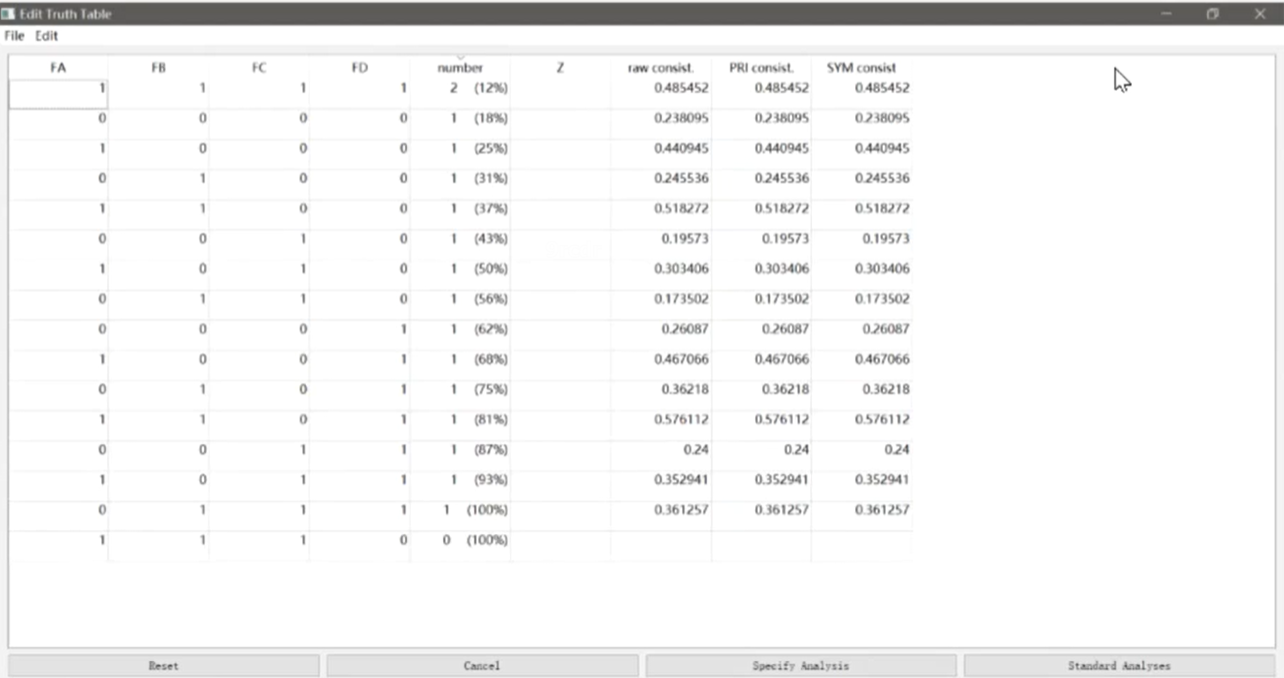 Edit Truth Table
File Edit
FA FB FC FD number Z raw consist. PRI consist. SYM consist
1 1 1 1 2 (12%) 0.485452 0.485452 0.485452
0 0 0 0 1 (18%) 0.238095 0.238095 0.238095
1 0 0 0 1 (25%) 0.440945 0.440945 0.440945
0 1 0 0 1 (31%) 0.245536 0.245536 0.245536
1 1 0 0 1 (37%) 0.518272 0.518272 0.518272
0 0 1 0 1 (43%) 0.19573 0.19573 0.19573
1 0 1 0 1 (50%) 0.303406 0.303406 0.303406
0 1 1 0 1 (56%) 0.173502 0.173502 0.173502
0 0 0 1 1 (62%) 0.26087 0.26087 0.26087
1 0 0 1 1 (68%) 0.467066 0.467066 0.467066
0 1 0 1 1 (75%) 0.36218 0.36218 0.36218
1 1 0 1 1 (81%) 0.576112 0.576112 0.576112
0 0 1 1 1 (87%) 0.24 0.24 0.24
1 0 1 1 1 (93%) 0.352941 0.352941 0.352941
0 1 1 1 1 (100%) 0.361257 0.361257 0.361257
1 1 1 0 0 (100%)
Reset Cancel Specify Analysis Standard Analyses